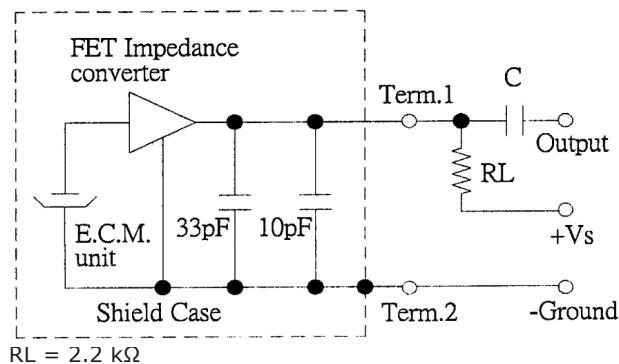 FET Impedance
converter
Term.1
C
Output
RL
+Vs
E.C.M.
unit
33pF
10pF
Shield Case
Term.2
-Ground
RL = 2.2 kΩ